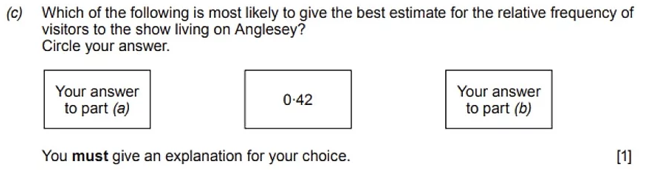 (c) Which of the following is most likely to give the best estimate for the relative frequency of
visitors to the show living on Anglesey?
Circle your answer.
Your answer
to part (a)
0·42
Your answer
to part (b)
You must give an explanation for your choice. [1]